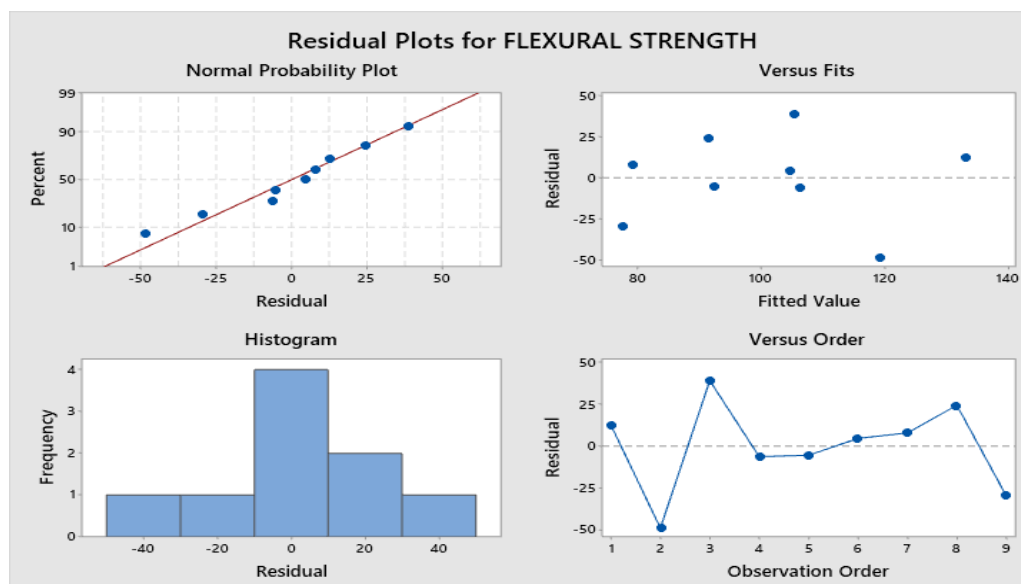 Residual Plots for FLEXURAL STRENGTH
Normal Probability Plot
99
90
50
10
1
Percent
-50 -25 0 25 50
Residual
Versus Fits
50
25
0
-25
-50
Residual
80 100 120 140
Fitted Value
Histogram
4
3
2
1
0
Frequency
-40 -20 0 20 40
Residual
Versus Order
50
25
0
-25
-50
Residual
1 2 3 4 5 6 7 8 9
Observation Order